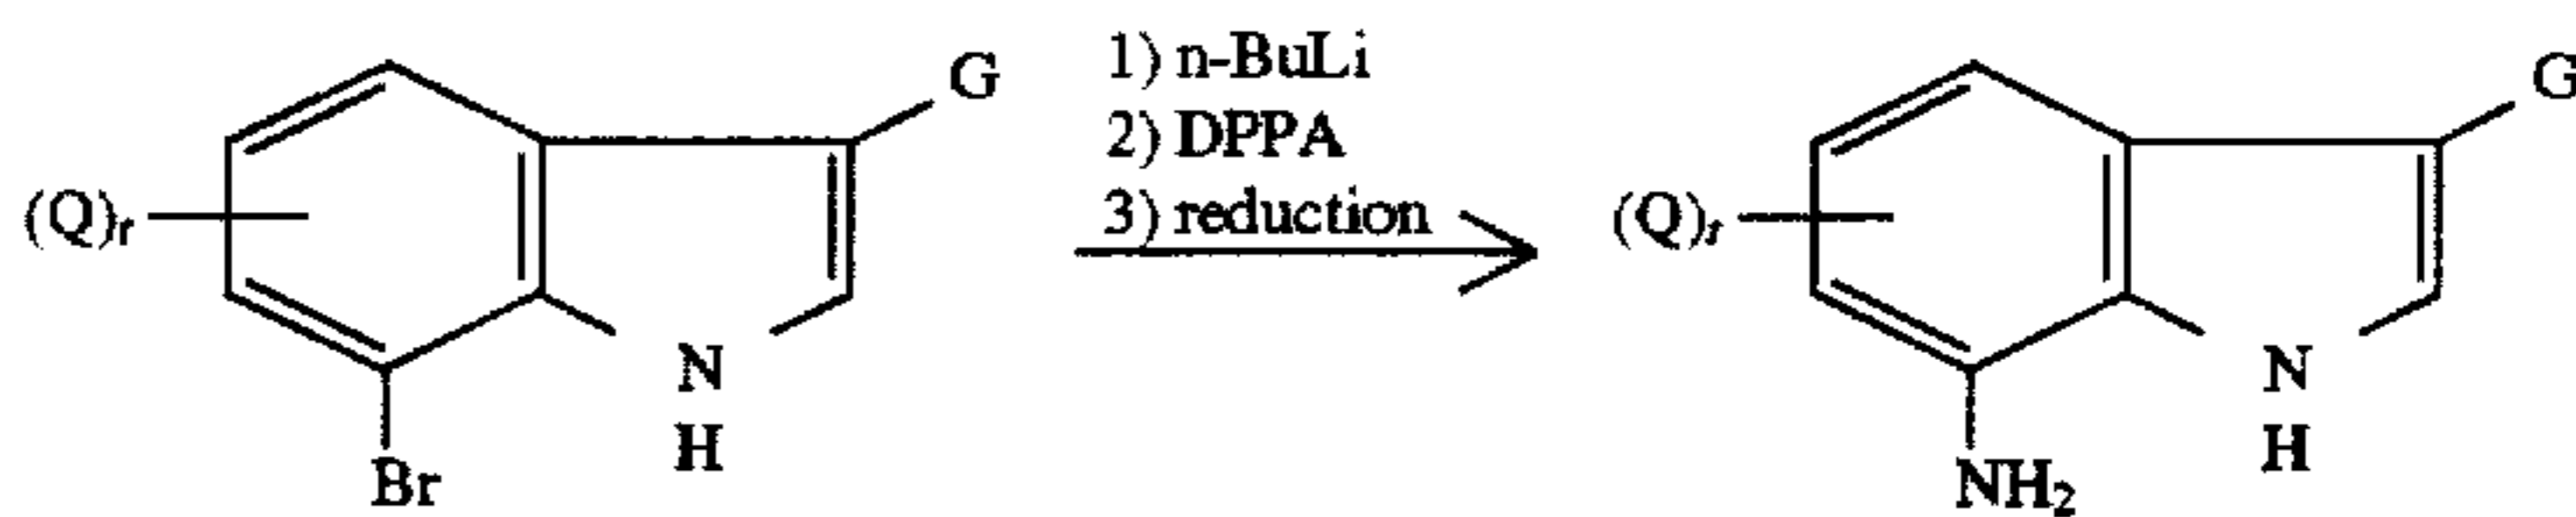 G
1) n-BuLi
2) DPPA
3) reduction
(Q)r
N
H
Br
G
(Q)r
N
H
NH₂